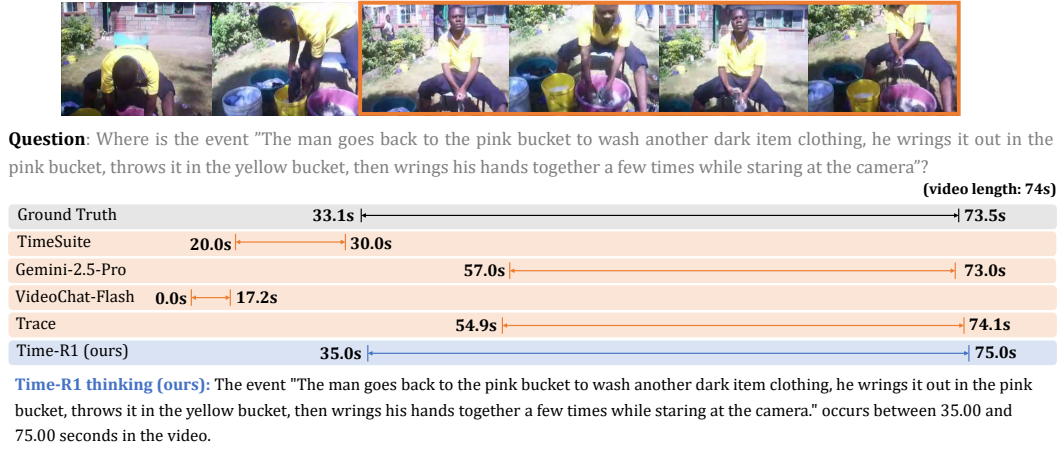 Question: Where is the event "The man goes back to the pink bucket to wash another dark item clothing, he wrings it out in the
pink bucket, throws it in the yellow bucket, then wrings his hands together a few times while staring at the camera"?
(video length: 74s)
Ground Truth 33.1s 73.5s
TimeSuite 20.0s 30.0s
Gemini-2.5-Pro 57.0s 73.0s
VideoChat-Flash 0.0s 17.2s
Trace 54.9s 74.1s
Time-R1 (ours) 35.0s 75.0s
Time-R1 thinking (ours): The event "The man goes back to the pink bucket to wash another dark item clothing, he wrings it out in the pink
bucket, throws it in the yellow bucket, then wrings his hands together a few times while staring at the camera." occurs between 35.00 and
75.00 seconds in the video.